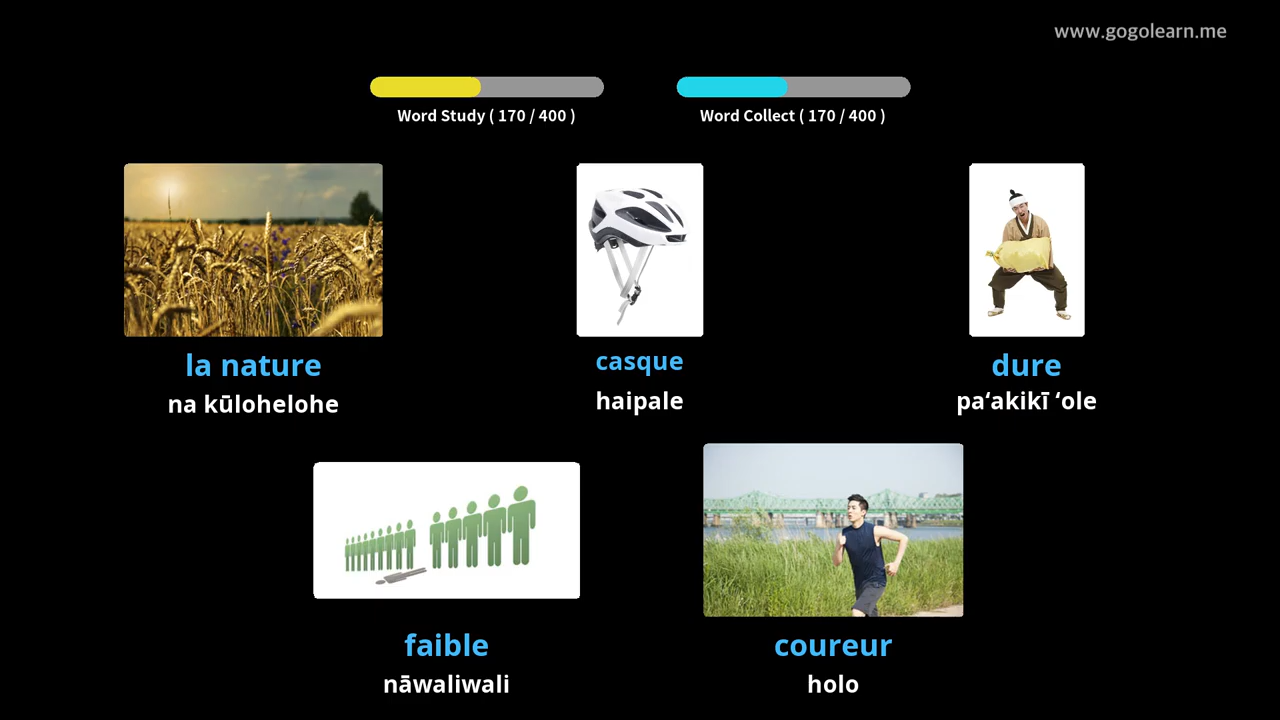 www.gogolearn.me
Word Study ( 170 / 400 )
Word Collect ( 170 / 400 )
la nature
na kūlohelohe
casque
haipale
dure
paʻakikī ʻole
faible
nāwaliwali
coureur
holo